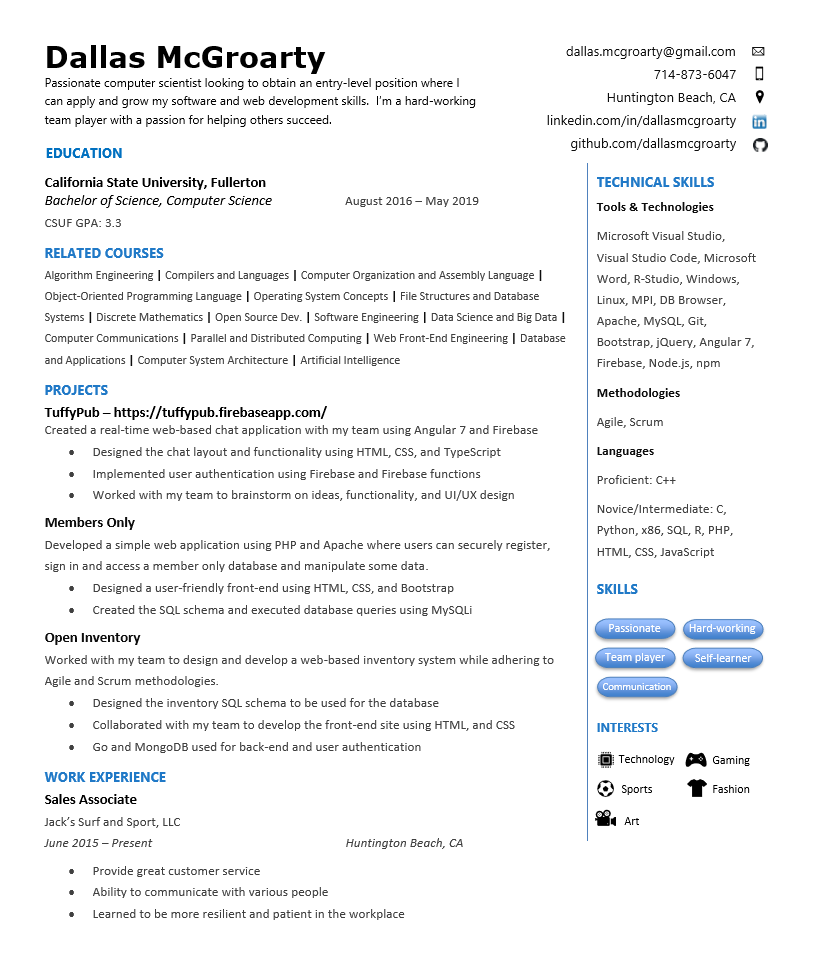 Dallas McGroarty
Passionate computer scientist looking to obtain an entry-level position where I
can apply and grow my software and web development skills.  I'm a hard-working
team player with a passion for helping others succeed.
dallas.mcgroarty@gmail.com
714-873-6047
Huntington Beach, CA
linkedin.com/in/dallasmcgroarty
github.com/dallasmcgroarty
EDUCATION
California State University, Fullerton
Bachelor of Science, Computer Science August 2016 – May 2019
CSUF GPA: 3.3
RELATED COURSES
Algorithm Engineering | Compilers and Languages | Computer Organization and Assembly Language |
Object-Oriented Programming Language | Operating System Concepts | File Structures and Database
Systems | Discrete Mathematics | Open Source Dev. | Software Engineering | Data Science and Big Data |
Computer Communications | Parallel and Distributed Computing | Web Front-End Engineering | Database
and Applications | Computer System Architecture | Artificial Intelligence
PROJECTS
TuffyPub – https://tuffypub.firebaseapp.com/
Created a real-time web-based chat application with my team using Angular 7 and Firebase
• Designed the chat layout and functionality using HTML, CSS, and TypeScript
• Implemented user authentication using Firebase and Firebase functions
• Worked with my team to brainstorm on ideas, functionality, and UI/UX design
Members Only
Developed a simple web application using PHP and Apache where users can securely register,
sign in and access a member only database and manipulate some data.
• Designed a user-friendly front-end using HTML, CSS, and Bootstrap
• Created the SQL schema and executed database queries using MySQLi
Open Inventory
Worked with my team to design and develop a web-based inventory system while adhering to
Agile and Scrum methodologies.
• Designed the inventory SQL schema to be used for the database
• Collaborated with my team to develop the front-end site using HTML, and CSS
• Go and MongoDB used for back-end and user authentication
WORK EXPERIENCE
Sales Associate
Jack's Surf and Sport, LLC
June 2015 – Present Huntington Beach, CA
• Provide great customer service
• Ability to communicate with various people
• Learned to be more resilient and patient in the workplace
TECHNICAL SKILLS
Tools & Technologies
Microsoft Visual Studio,
Visual Studio Code, Microsoft
Word, R-Studio, Windows,
Linux, MPI, DB Browser,
Apache, MySQL, Git,
Bootstrap, jQuery, Angular 7,
Firebase, Node.js, npm
Methodologies
Agile, Scrum
Languages
Proficient: C++
Novice/Intermediate: C,
Python, x86, SQL, R, PHP,
HTML, CSS, JavaScript
SKILLS
Passionate Hard-working
Team player Self-learner
Communication
INTERESTS
Technology Gaming
Sports Fashion
Art